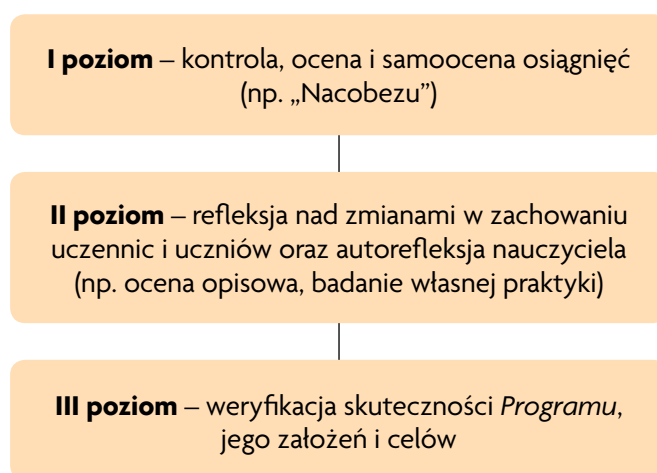 I poziom – kontrola, ocena i samoocena osiągnięć
(np. „Nacobezu”)
II poziom – refleksja nad zmianami w zachowaniu
uczennic i uczniów oraz autorefleksja nauczyciela
(np. ocena opisowa, badanie własnej praktyki)
III poziom – weryfikacja skuteczności Programu,
jego założeń i celów